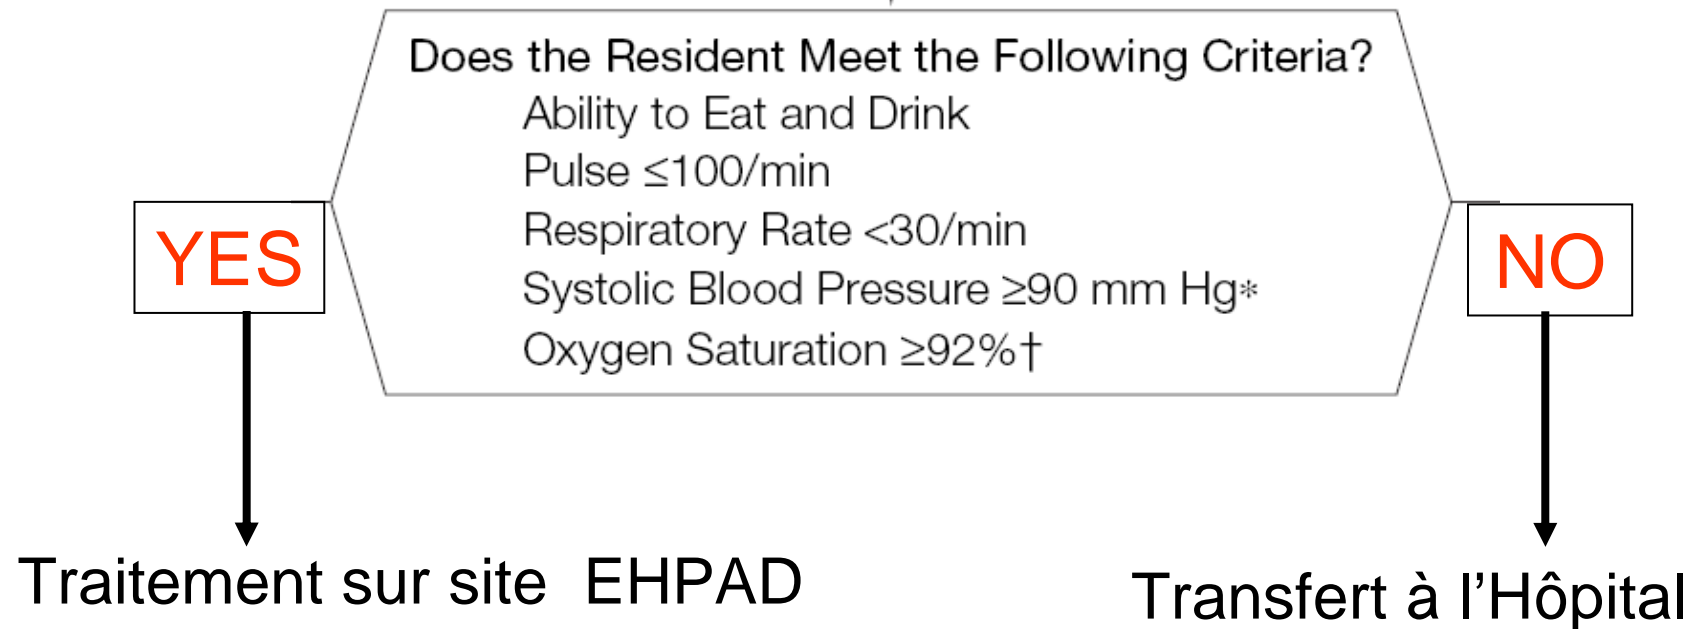 Does the Resident Meet the Following Criteria?
Ability to Eat and Drink
Pulse ≤100/min
Respiratory Rate <30/min
Systolic Blood Pressure ≥90 mm Hg*
Oxygen Saturation ≥92%†
YES
NO
Traitement sur site EHPAD
Transfert à l’Hôpital